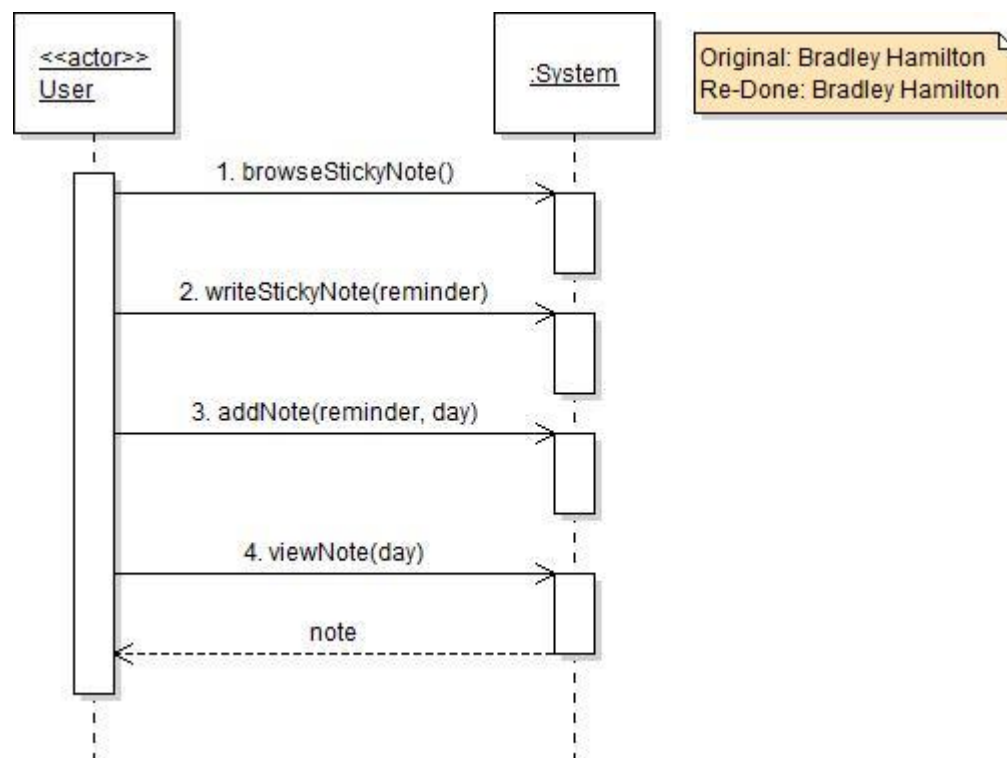 <<actor>>
User
:System
Original: Bradley Hamilton
Re-Done: Bradley Hamilton
1. browseStickyNote()
2. writeStickyNote(reminder)
3. addNote(reminder, day)
4. viewNote(day)
note